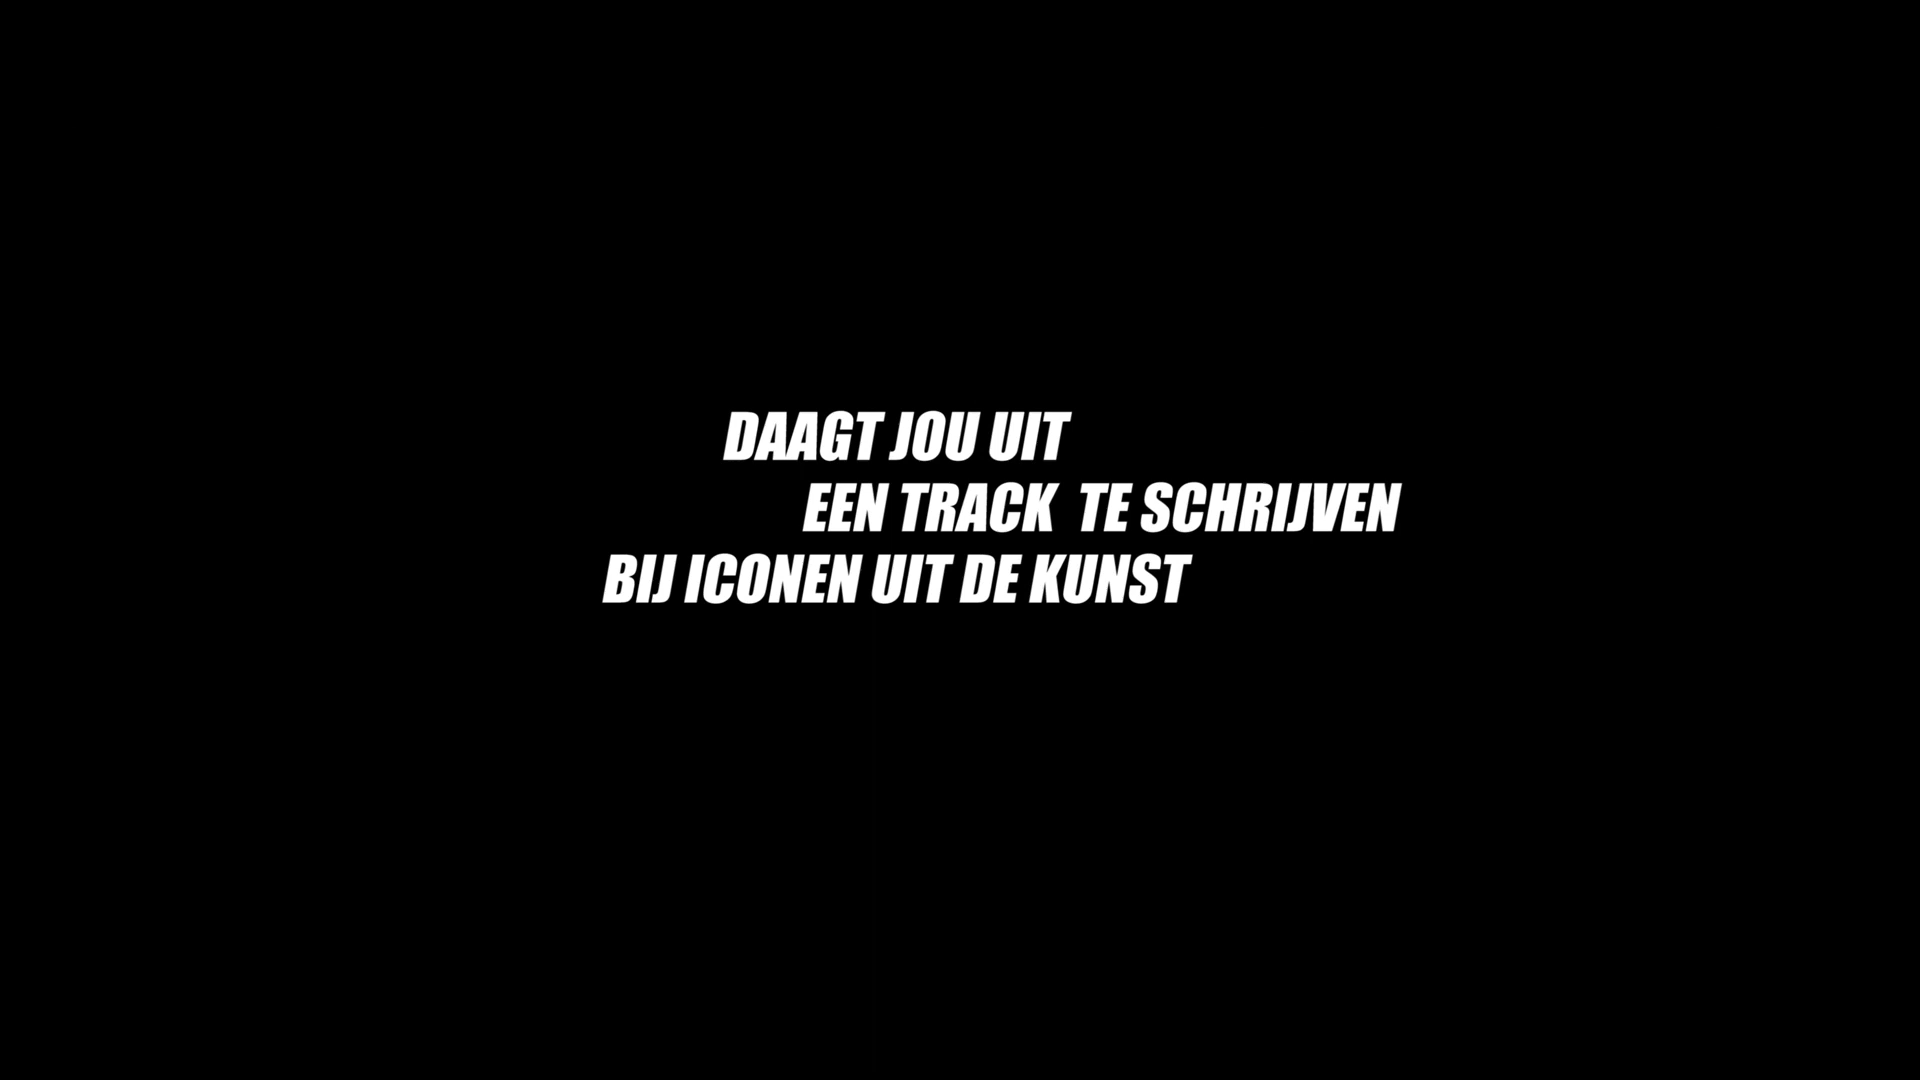 DAAGT JOU UIT
EEN TRACK TE SCHRIJVEN
BIJ ICONEN UIT DE KUNST